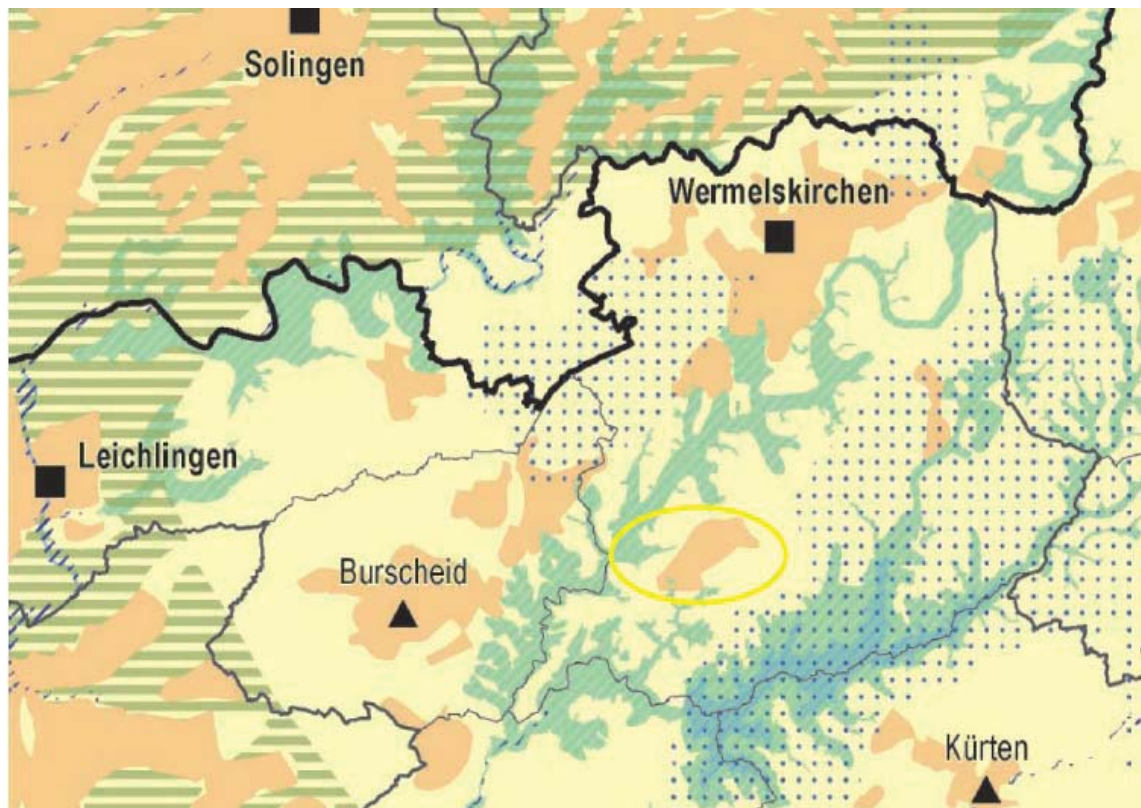 Solingen
Wermelskirchen
Leichlingen
Burscheid
Kürten